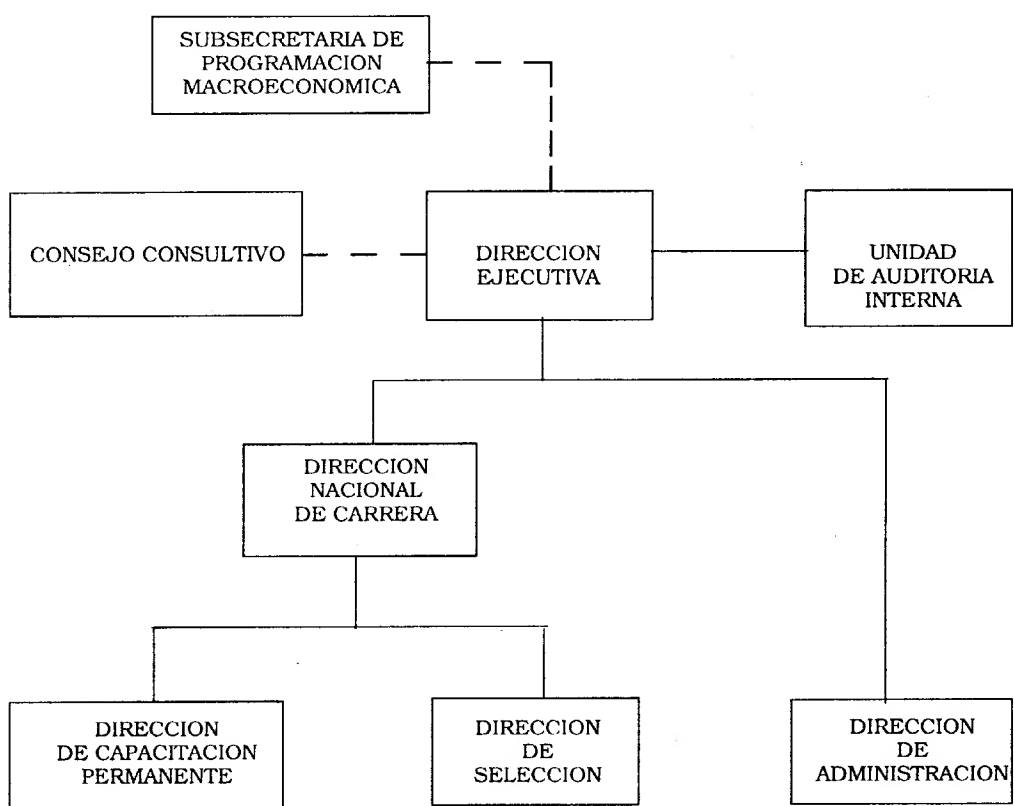 SUBSECRETARIA DE
PROGRAMACION
MACROECONOMICA
CONSEJO CONSULTIVO
DIRECCION
EJECUTIVA
UNIDAD
DE AUDITORIA
INTERNA
DIRECCION
NACIONAL
DE CARRERA
DIRECCION
DE CAPACITACION
PERMANENTE
DIRECCION
DE
SELECCION
DIRECCION
DE
ADMINISTRACION